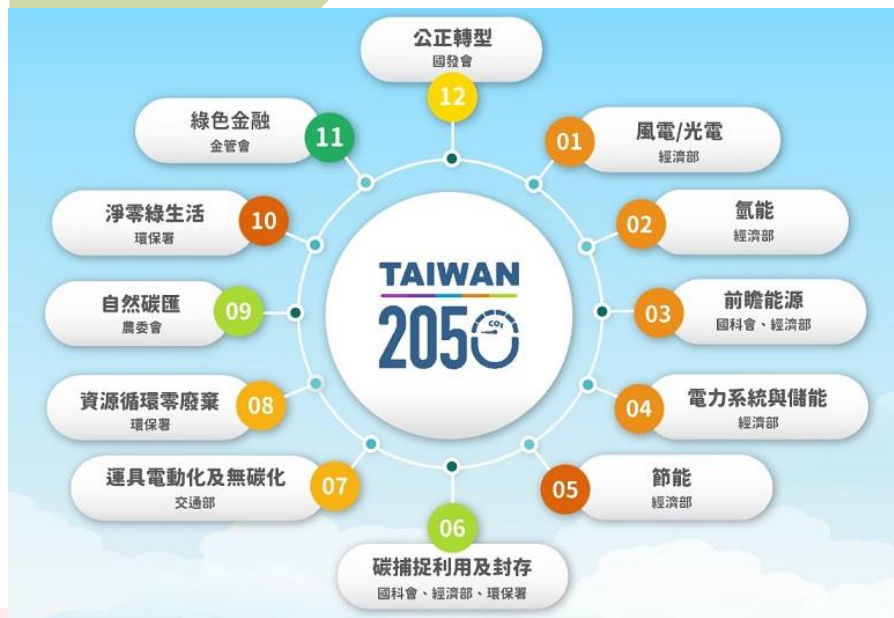 公正轉型
國發會
12
01
風電/光電
經濟部
02
氫能
經濟部
03
前瞻能源
國科會、經濟部
04
電力系統與儲能
經濟部
05
節能
經濟部
06
碳捕捉利用及封存
國科會、經濟部、環保署
運具電動化及無碳化
交通部
07
資源循環零廢棄
環保署
08
自然碳匯
農委會
09
淨零綠生活
環保署
10
綠色金融
金管會
11
TAIWAN
2050
CO₂